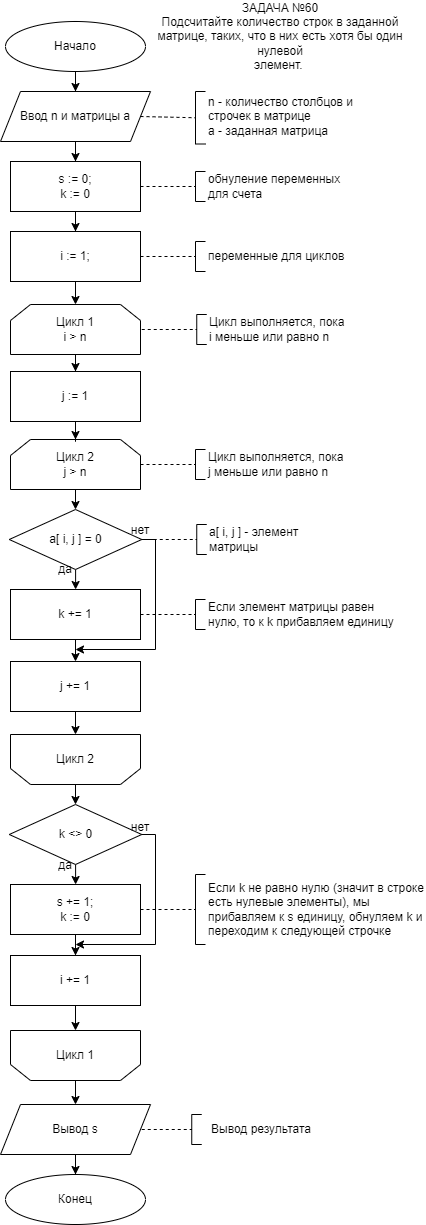 ЗАДАЧА №60
Подсчитайте количество строк в заданной
матрице, таких, что в них есть хотя бы один
нулевой
элемент.
Начало
Ввод n и матрицы a
n - количество столбцов и
строчек в матрице
a - заданная матрица
s := 0;
k := 0
обнуление переменных
для счета
i := 1;
переменные для циклов
Цикл 1
i > n
Цикл выполняется, пока
i меньше или равно n
j := 1
Цикл 2
j > n
Цикл выполняется, пока
j меньше или равно n
a[ i, j ] = 0
нет
a[ i, j ] - элемент
матрицы
да
k += 1
Если элемент матрицы равен
нулю, то к k прибавляем единицу
j += 1
Цикл 2
k <> 0
нет
да
s += 1;
k := 0
Если k не равно нулю (значит в строке
есть нулевые элементы), мы
прибавляем к s единицу, обнуляем k и
переходим к следующей строчке
i += 1
Цикл 1
Вывод s
Вывод результата
Конец